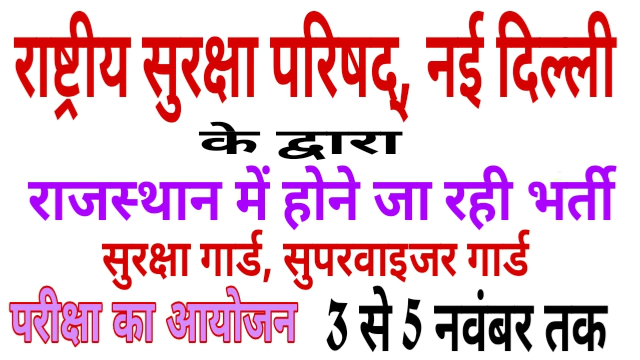 राष्ट्रीय सुरक्षा परिषद्, नई दिल्ली
के द्वारा
राजस्थान में होने जा रही भर्ती
सुरक्षा गार्ड, सुपरवाइजर गार्ड
परीक्षा का आयोजन 3 से 5 नवंबर तक